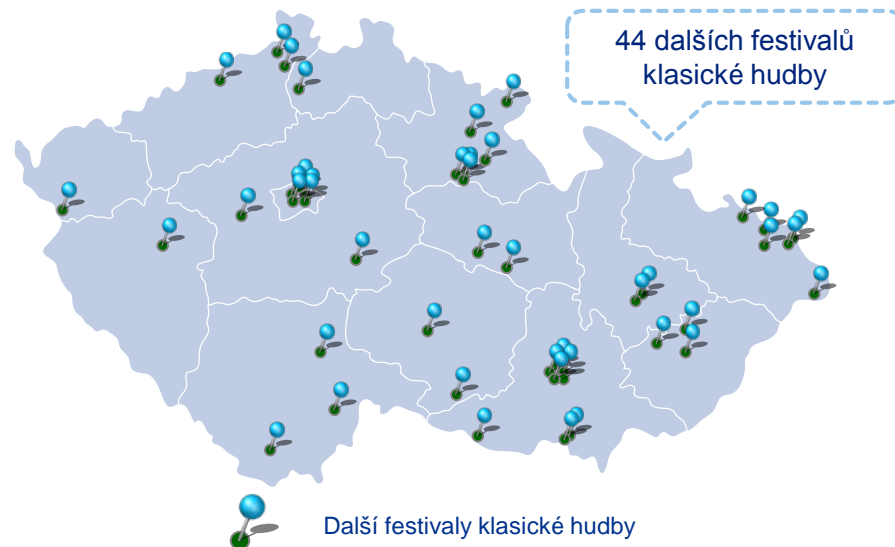 44 dalších festivalů
klasické hudby
Další festivaly klasické hudby